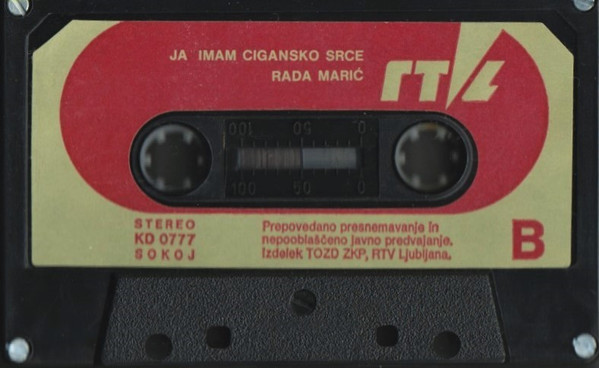 JA IMAM CIGANSKO SRCE
RADA MARIĆ
RTVL
100 50 0
100 50 0
STEREO
KD 0777
SOKOJ
Prepovedano presnemavanje in
nepooblaščeno javno predvajanje.
Izdelek TOZD ZKP, RTV Ljubljana.
B